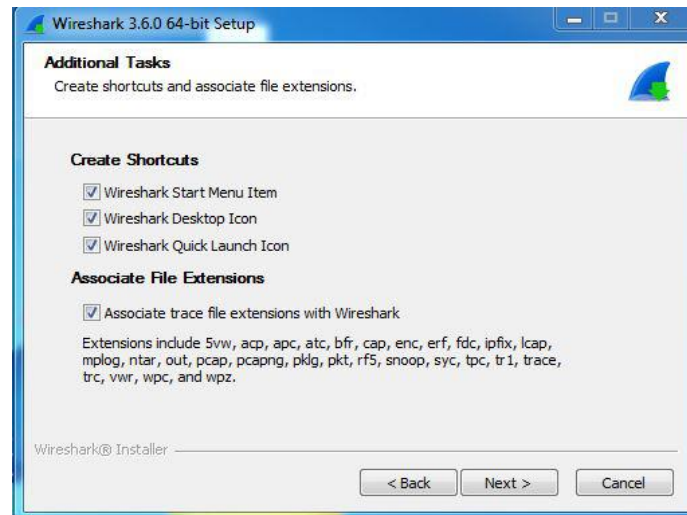 Wireshark 3.6.0 64-bit Setup
Additional Tasks
Create shortcuts and associate file extensions.
Create Shortcuts
Wireshark Start Menu Item
Wireshark Desktop Icon
Wireshark Quick Launch Icon
Associate File Extensions
Associate trace file extensions with Wireshark
Extensions include 5vw, acp, apc, atc, bfr, cap, enc, erf, fdc, ipfix, lcap,
mplog, ntar, out, pcap, pcapng, pklg, pkt, rf5, snoop, syc, tpc, tr1, trace,
trc, vwr, wpc, and wpz.
Wireshark® Installer
< Back Next > Cancel